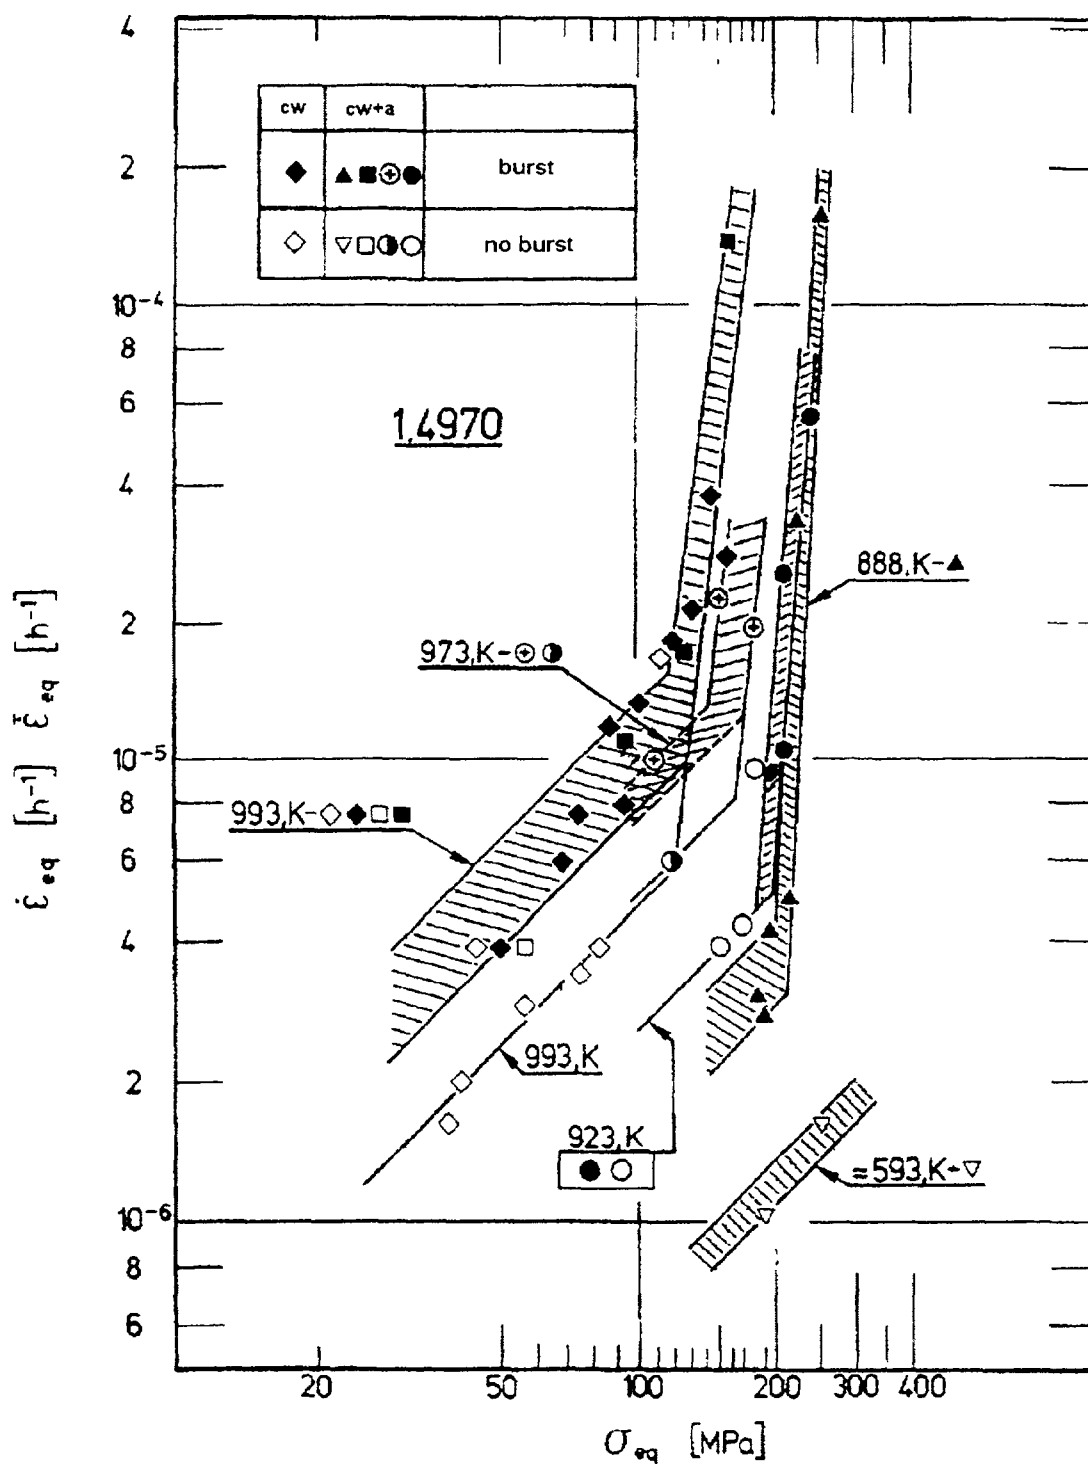 4
cw cw+a
2
burst
no burst
10⁻⁴
8
6
1,4970
4
888,K-▲
2
973,K-
10⁻⁵
993,K-◇◆□■
8
6
4
993,K
2
923,K
●○
≈593,K-▽
10⁻⁶
8
6
20 50 100 200 300 400
σeq [MPa]
ε̇eq [h⁻¹] ε̇̄eq [h⁻¹]